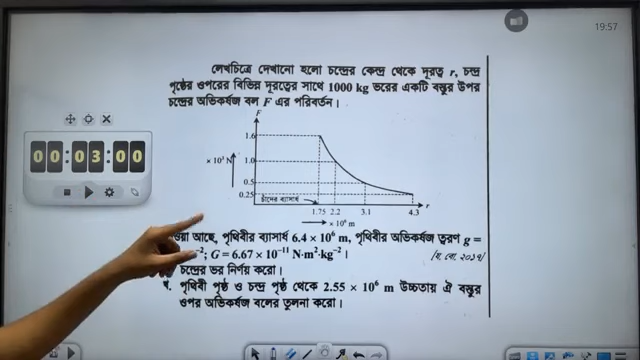 19:57
লেখচিত্রে দেখানো হলো চন্দ্রের কেন্দ্র থেকে দূরত্ব r, চন্দ্র
পৃষ্ঠের ওপরের বিভিন্ন দূরত্বের সাথে 1000 kg ভরের একটি বস্তুর উপর
চন্দ্রের অভিকর্ষজ বল F এর পরিবর্তন।
F
1.6
× 10³ N
1.0
0.5
0.25
চাঁদের ব্যাসার্ধ
r
1.75 2.2 3.1 4.3
× 10⁶ m
00:03:00
আছে, পৃথিবীর ব্যাসার্ধ 6.4 × 10⁶ m, পৃথিবীর অভিকর্ষজ ত্বরণ g =
⁻²; G = 6.67 × 10⁻¹¹ N·m²·kg⁻²।
চন্দ্রের ভর নির্ণয় করো।
খ. পৃথিবী পৃষ্ঠ ও চন্দ্র পৃষ্ঠ থেকে 2.55 × 10⁶ m উচ্চতায় ঐ বস্তুর
ওপর অভিকর্ষজ বলের তুলনা করো।